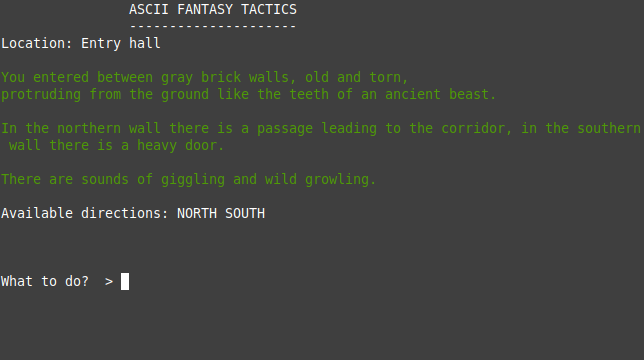 ASCII FANTASY TACTICS
---------------------
Location: Entry hall
You entered between gray brick walls, old and torn,
protruding from the ground like the teeth of an ancient beast.
In the northern wall there is a passage leading to the corridor, in the southern
wall there is a heavy door.
There are sounds of giggling and wild growling.
Available directions: NORTH SOUTH
What to do?  >